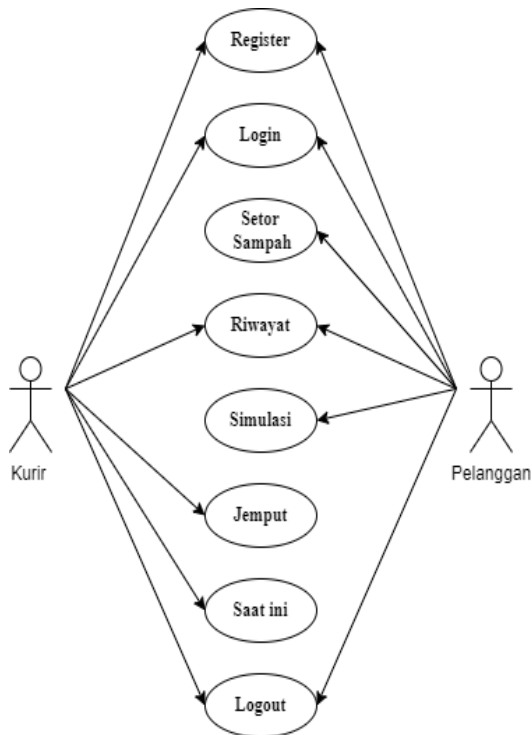 Register
Login
Setor
Sampah
Riwayat
Simulasi
Kurir
Pelanggan
Jemput
Saat ini
Logout